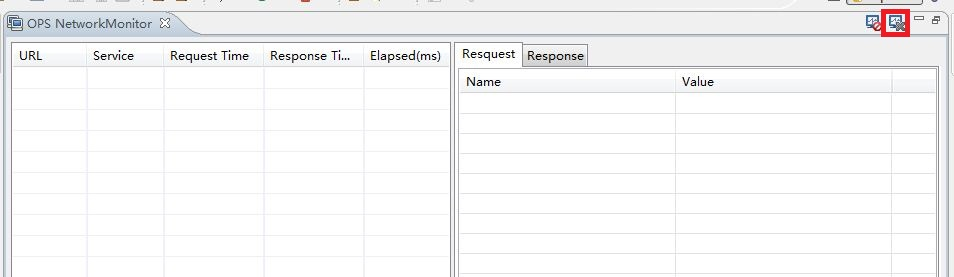 OPS NetworkMonitor
URL Service Request Time Response Ti... Elapsed(ms)
Resquest Response
Name Value